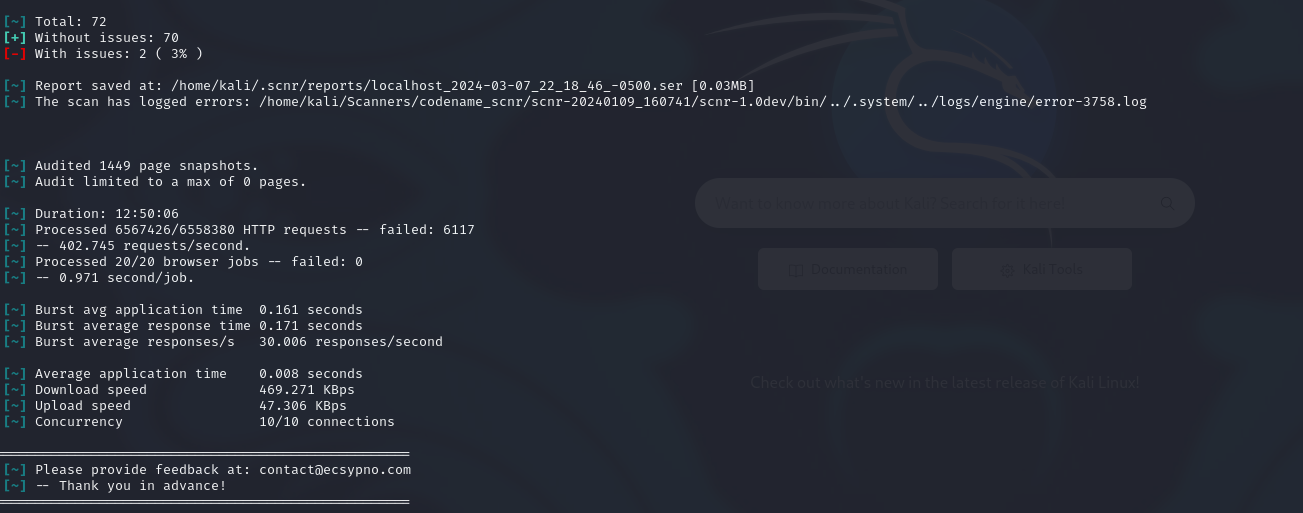 [~] Total: 72
[+] Without issues: 70
[-] With issues: 2 ( 3% )
[~] Report saved at: /home/kali/.scnr/reports/localhost_2024-03-07_22_18_46_-0500.ser [0.03MB]
[~] The scan has logged errors: /home/kali/Scanners/codename_scnr/scnr-20240109_160741/scnr-1.0dev/bin/../.system/../logs/engine/error-3758.log
[~] Audited 1449 page snapshots.
[~] Audit limited to a max of 0 pages.
Want to know more about Kali? Search for it here!
[~] Duration: 12:50:06
[~] Processed 6567426/6558380 HTTP requests -- failed: 6117
[~] -- 402.745 requests/second.
[~] Processed 20/20 browser jobs -- failed: 0
[~] -- 0.971 second/job.
Documentation
Kali Tools
[~] Burst avg application time 0.161 seconds
[~] Burst average response time 0.171 seconds
[~] Burst average responses/s 30.006 responses/second
[~] Average application time 0.008 seconds
[~] Download speed 469.271 KBps
[~] Upload speed 47.306 KBps
[~] Concurrency 10/10 connections
Check out what's new in the latest release of Kali Linux!
[~] Please provide feedback at: contact@ecsypno.com
[~] -- Thank you in advance!